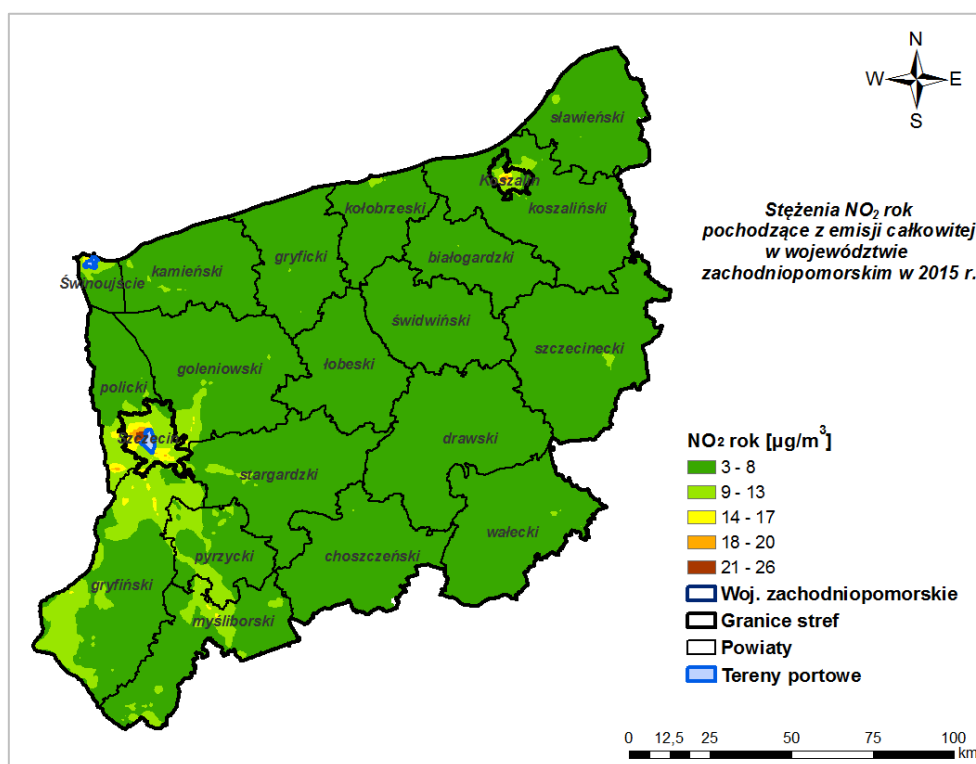 N
W E
S
Stężenia NO2 rok
pochodzące z emisji całkowitej
w województwie
zachodniopomorskim w 2015 r.
sławieński
Koszalin
koszaliński
kołobrzeski
białogardzki
gryficki
kamieński
Świnoujście
świdwiński
szczecinecki
łobeski
goleniowski
policki
Szczecin
drawski
stargardzki
wałecki
choszczeński
pyrzycki
gryfiński
myśliborski
NO2 rok [µg/m³]
3 - 8
9 - 13
14 - 17
18 - 20
21 - 26
Woj. zachodniopomorskie
Granice stref
Powiaty
Tereny portowe
0 12,5 25 50 75 100
km